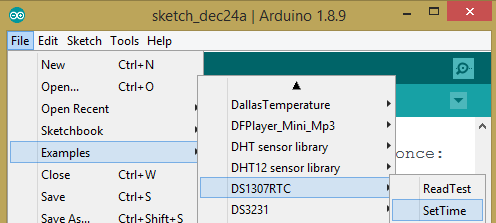 sketch_dec24a | Arduino 1.8.9
File Edit Sketch Tools Help
New Ctrl+N
Open... Ctrl+O
Open Recent
Sketchbook
Examples
Close Ctrl+W
Save Ctrl+S
Save As... Ctrl+Shift+S
DallasTemperature
DFPlayer_Mini_Mp3
DHT sensor library
DHT12 sensor library
DS1307RTC
DS3231
ReadTest
SetTime
once: